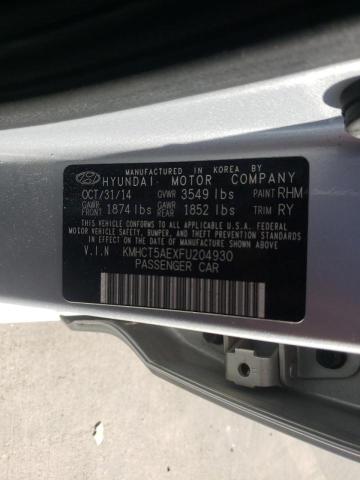 MANUFACTURED IN KOREA BY
HYUNDAI MOTOR COMPANY
OCT/31/14 GVWR 3549 lbs PAINT RHM
GAWR FRONT 1874 lbs GAWR REAR 1852 lbs TRIM RY
THIS VEHICLE CONFORMS TO ALL APPLICABLE
FEDERAL MOTOR VEHICLE SAFETY, BUMPER, AND
THEFT PREVENTION STANDARDS IN EFFECT ON
THE DATE OF MANUFACTURE SHOWN ABOVE.
V.I.N KMHCT5AEXFU204930
PASSENGER CAR